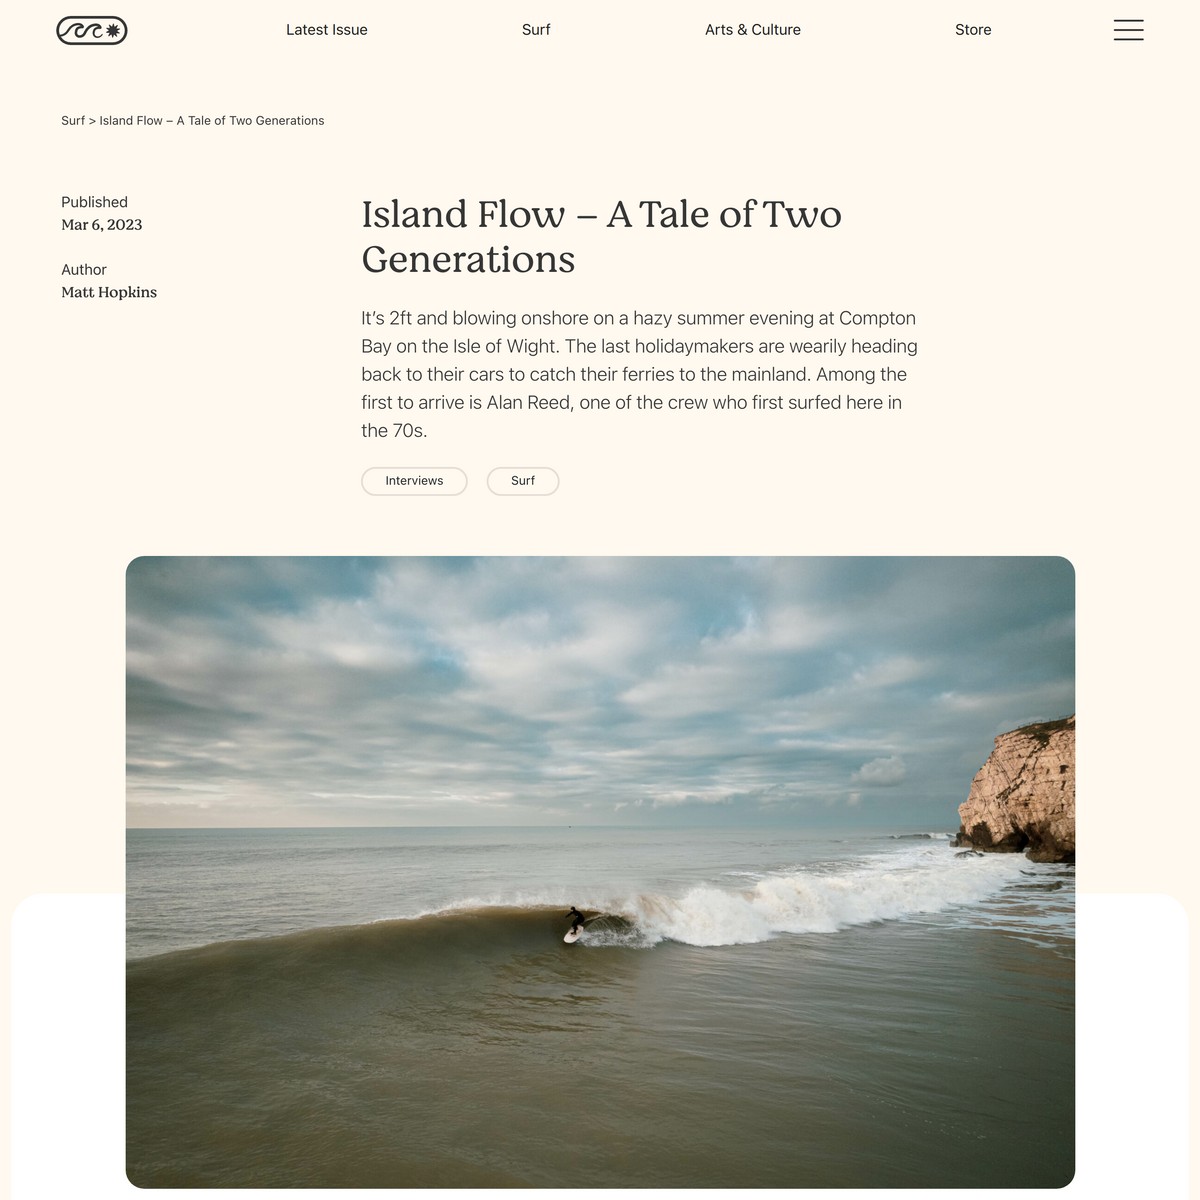 Latest Issue
Surf
Arts & Culture
Store
Surf > Island Flow – A Tale of Two Generations
Published
Mar 6, 2023
Author
Matt Hopkins
Island Flow – A Tale of Two
Generations
It’s 2ft and blowing onshore on a hazy summer evening at Compton
Bay on the Isle of Wight. The last holidaymakers are wearily heading
back to their cars to catch their ferries to the mainland. Among the
first to arrive is Alan Reed, one of the crew who first surfed here in
the 70s.
Interviews
Surf